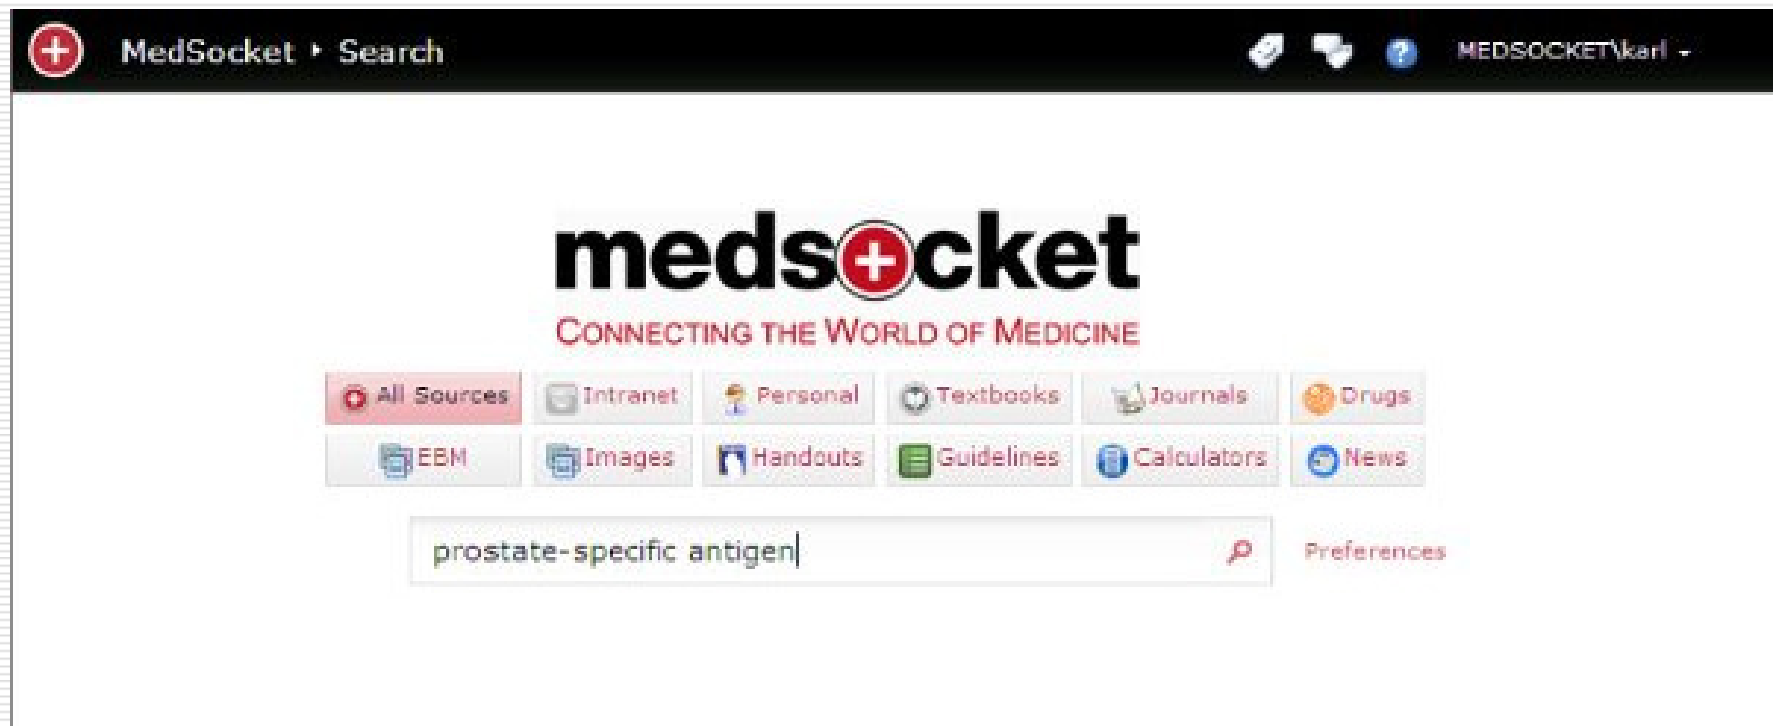 MedSocket ▸ Search MEDSOCKET\karl
medsocket
CONNECTING THE WORLD OF MEDICINE
All Sources Intranet Personal Textbooks Journals Drugs
EBM Images Handouts Guidelines Calculators News
prostate-specific antigen Preferences